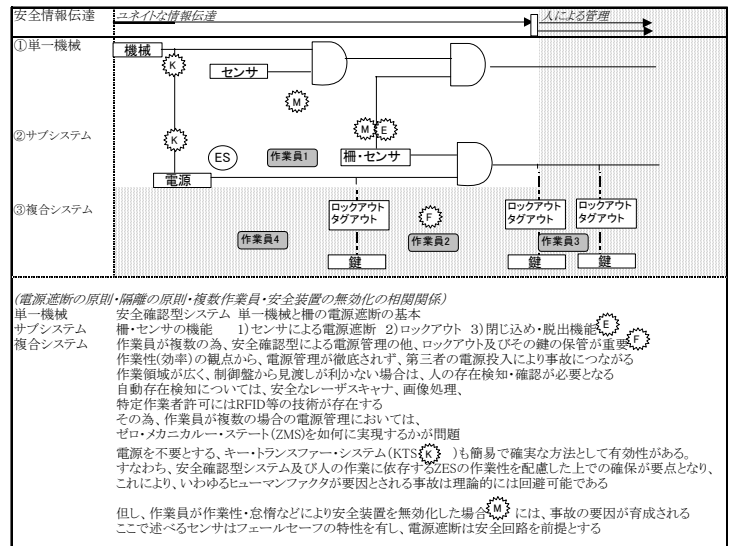 安全情報伝達
ユネイトな情報伝達
人による管理
①単一機械
機械
K
センサ
M
②サブシステム
K
ES
作業員1
M
E
柵・センサ
電源
③複合システム
ロックアウト
タグアウト
F
ロックアウト
タグアウト
ロックアウト
タグアウト
作業員4
作業員2
作業員3
鍵
鍵
鍵
(電源遮断の原則・隔離の原則・複数作業員・安全装置の無効化の相関関係)
単一機械 安全確認型システム 単一機械と柵の電源遮断の基本
サブシステム 柵・センサの機能 1)センサによる電源遮断 2)ロックアウト 3)閉じ込め・脱出機能 E
複合システム 作業員が複数の為、安全確認型による電源管理の他、ロックアウト及びその鍵の保管が重要 F
作業性(効率)の観点から、電源管理が徹底されず、第三者の電源投入により事故につながる
作業領域が広く、制御盤から見渡しが利かない場合は、人の存在検知・確認が必要となる
自動存在検知については、安全なレーザスキャナ、画像処理、
特定作業者許可にはRFID等の技術が存在する
その為、作業員が複数の場合の電源管理においては、
ゼロ・メカニカルー・ステート(ZMS)を如何に実現するかが問題
電源を不要とする、キー・トランスファー・システム(KTS K )も簡易で確実な方法として有効性がある。
すなわち、安全確認型システム及び人の作業に依存するZESの作業性を配慮した上での確保が要点となり、
これにより、いわゆるヒューマンファクタが要因とされる事故は理論的には回避可能である
但し、作業員が作業性・怠惰などにより安全装置を無効化した場合 M には、事故の要因が育成される
ここで述べるセンサはフェールセーフの特性を有し、電源遮断は安全回路を前提とする